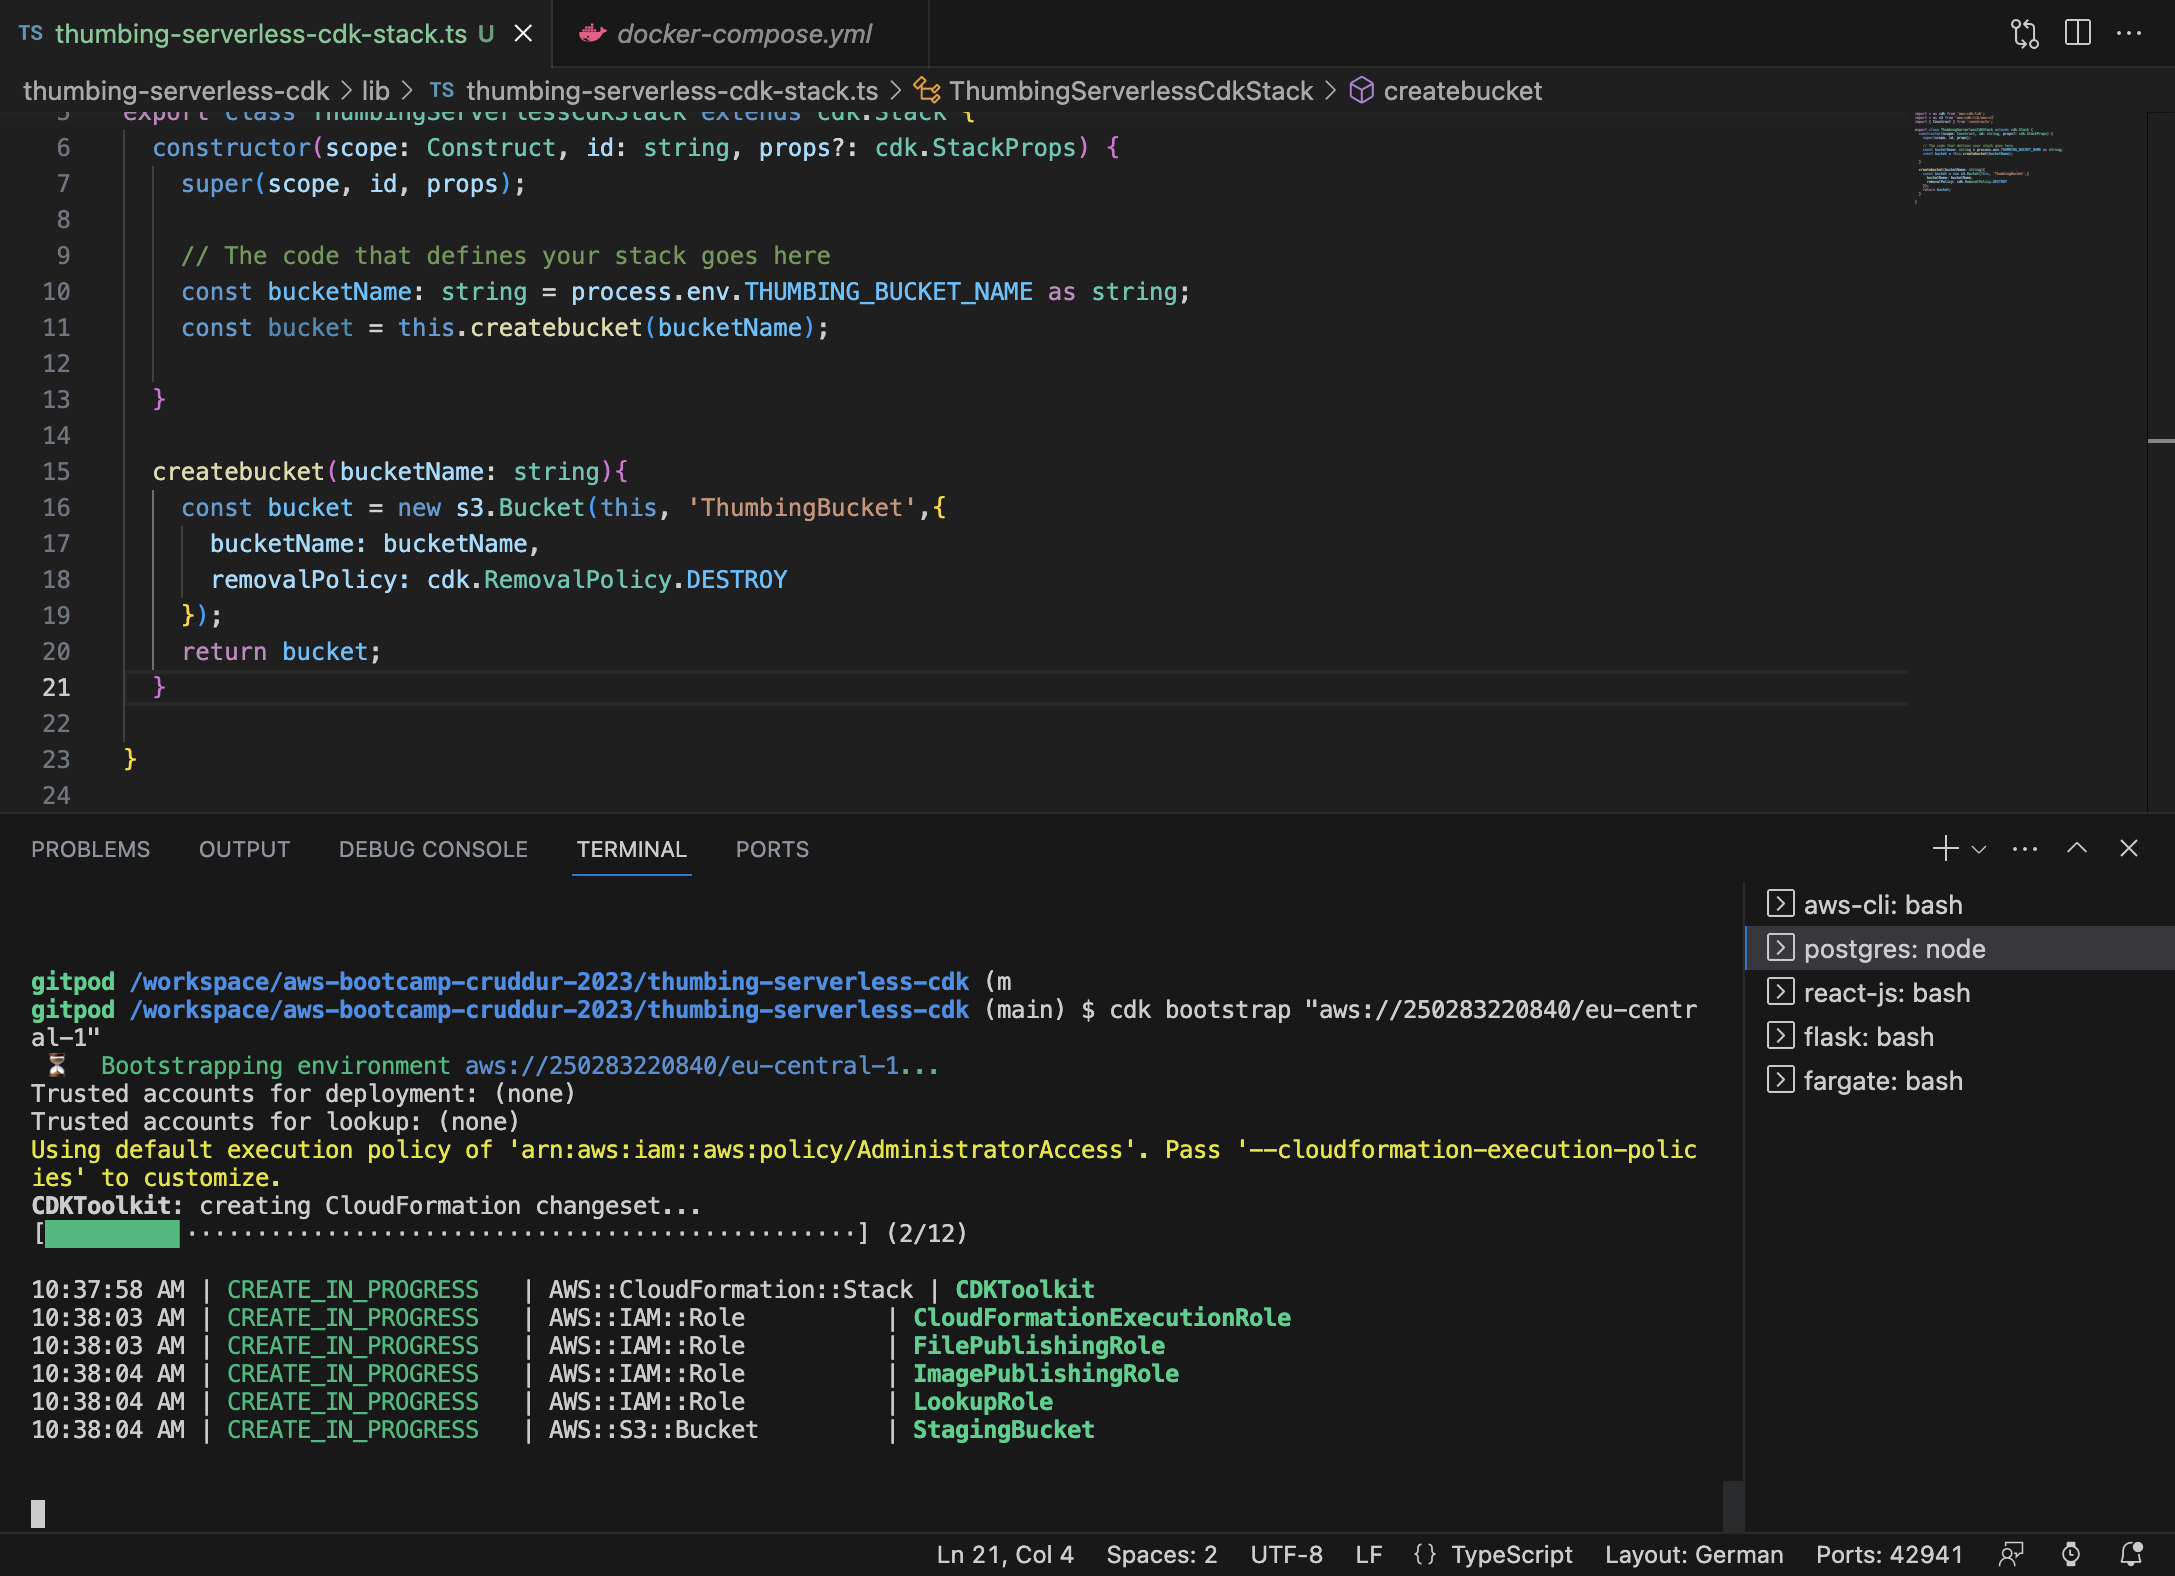 TS thumbing-serverless-cdk-stack.ts U
docker-compose.yml
thumbing-serverless-cdk > lib > TS thumbing-serverless-cdk-stack.ts > ThumbingServerlessCdkStack > createbucket
5 export class ThumbingServerlessCdkStack extends cdk.Stack {
6 constructor(scope: Construct, id: string, props?: cdk.StackProps) {
7 super(scope, id, props);
8
9 // The code that defines your stack goes here
10 const bucketName: string = process.env.THUMBING_BUCKET_NAME as string;
11 const bucket = this.createbucket(bucketName);
12
13 }
14
15 createbucket(bucketName: string){
16 const bucket = new s3.Bucket(this, 'ThumbingBucket',{
17 bucketName: bucketName,
18 removalPolicy: cdk.RemovalPolicy.DESTROY
19 });
20 return bucket;
21 }
22
23 }
24
PROBLEMS OUTPUT DEBUG CONSOLE TERMINAL PORTS
gitpod /workspace/aws-bootcamp-cruddur-2023/thumbing-serverless-cdk (m
gitpod /workspace/aws-bootcamp-cruddur-2023/thumbing-serverless-cdk (main) $ cdk bootstrap "aws://250283220840/eu-centr
al-1"
⏳ Bootstrapping environment aws://250283220840/eu-central-1...
Trusted accounts for deployment: (none)
Trusted accounts for lookup: (none)
Using default execution policy of 'arn:aws:iam::aws:policy/AdministratorAccess'. Pass '--cloudformation-execution-polic
ies' to customize.
CDKToolkit: creating CloudFormation changeset...
[················································] (2/12)
10:37:58 AM | CREATE_IN_PROGRESS | AWS::CloudFormation::Stack | CDKToolkit
10:38:03 AM | CREATE_IN_PROGRESS | AWS::IAM::Role | CloudFormationExecutionRole
10:38:03 AM | CREATE_IN_PROGRESS | AWS::IAM::Role | FilePublishingRole
10:38:04 AM | CREATE_IN_PROGRESS | AWS::IAM::Role | ImagePublishingRole
10:38:04 AM | CREATE_IN_PROGRESS | AWS::IAM::Role | LookupRole
10:38:04 AM | CREATE_IN_PROGRESS | AWS::S3::Bucket | StagingBucket
aws-cli: bash
postgres: node
react-js: bash
flask: bash
fargate: bash
Ln 21, Col 4 Spaces: 2 UTF-8 LF {} TypeScript Layout: German Ports: 42941